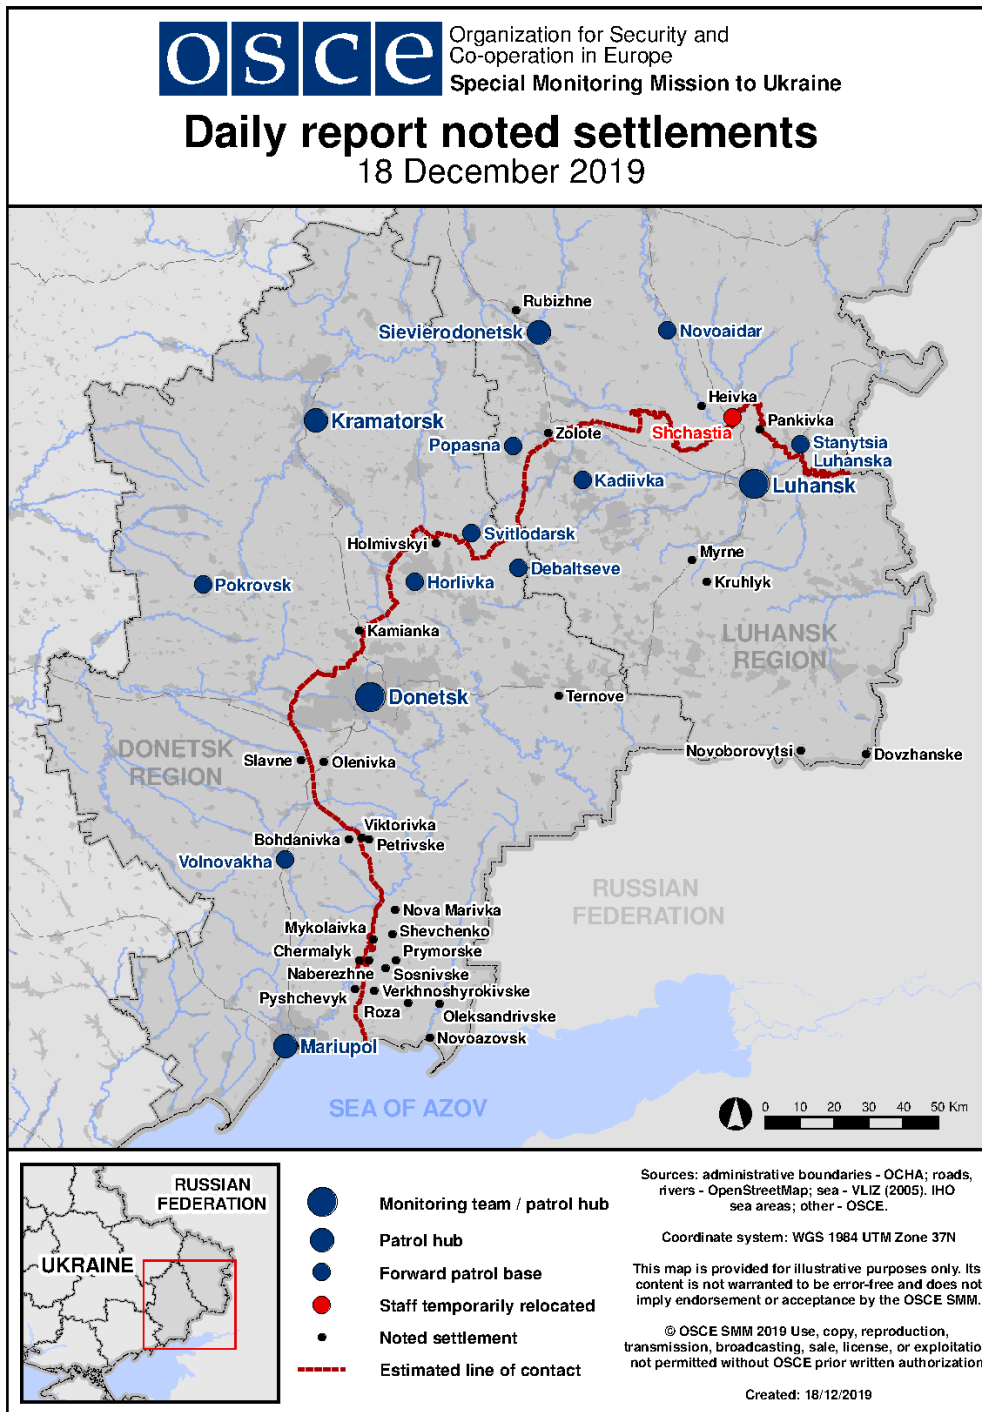 OSCE
Organization for Security and
Co-operation in Europe
Special Monitoring Mission to Ukraine
Daily report noted settlements
18 December 2019
Rubizhne
Sievierodonetsk
Novoaidar
Heivka
Kramatorsk
Shchastia
Pankivka
Zolote
Popasna
Stanytsia
Luhanska
Kadiivka
Luhansk
Svitlodarsk
Holmivskyi
Myrne
Debaltseve
Horlivka
Pokrovsk
Kruhlyk
Kamianka
LUHANSK
REGION
Donetsk
Ternove
DONETSK
REGION
Slavne
Olenivka
Novoborovytsi
Dovzhanske
Viktorivka
Bohdanivka
Petrivske
Volnovakha
RUSSIAN
FEDERATION
Nova Marivka
Mykolaivka
Shevchenko
Chermalyk
Prymorske
Naberezhne
Sosnivske
Pyshchevyk
Verkhnoshyrokivske
Roza
Oleksandrivske
Novoazovsk
Mariupol
SEA OF AZOV
0 10 20 30 40 50 Km
RUSSIAN
FEDERATION
UKRAINE
Monitoring team / patrol hub
Patrol hub
Forward patrol base
Staff temporarily relocated
Noted settlement
Estimated line of contact
Sources: administrative boundaries - OCHA; roads,
rivers - OpenStreetMap; sea - VLIZ (2005). IHO
sea areas; other - OSCE.
Coordinate system: WGS 1984 UTM Zone 37N
This map is provided for illustrative purposes only. Its
content is not warranted to be error-free and does not
imply endorsement or acceptance by the OSCE SMM.
© OSCE SMM 2019 Use, copy, reproduction,
transmission, broadcasting, sale, license, or exploitatio
not permitted without OSCE prior written authorization
Created: 18/12/2019